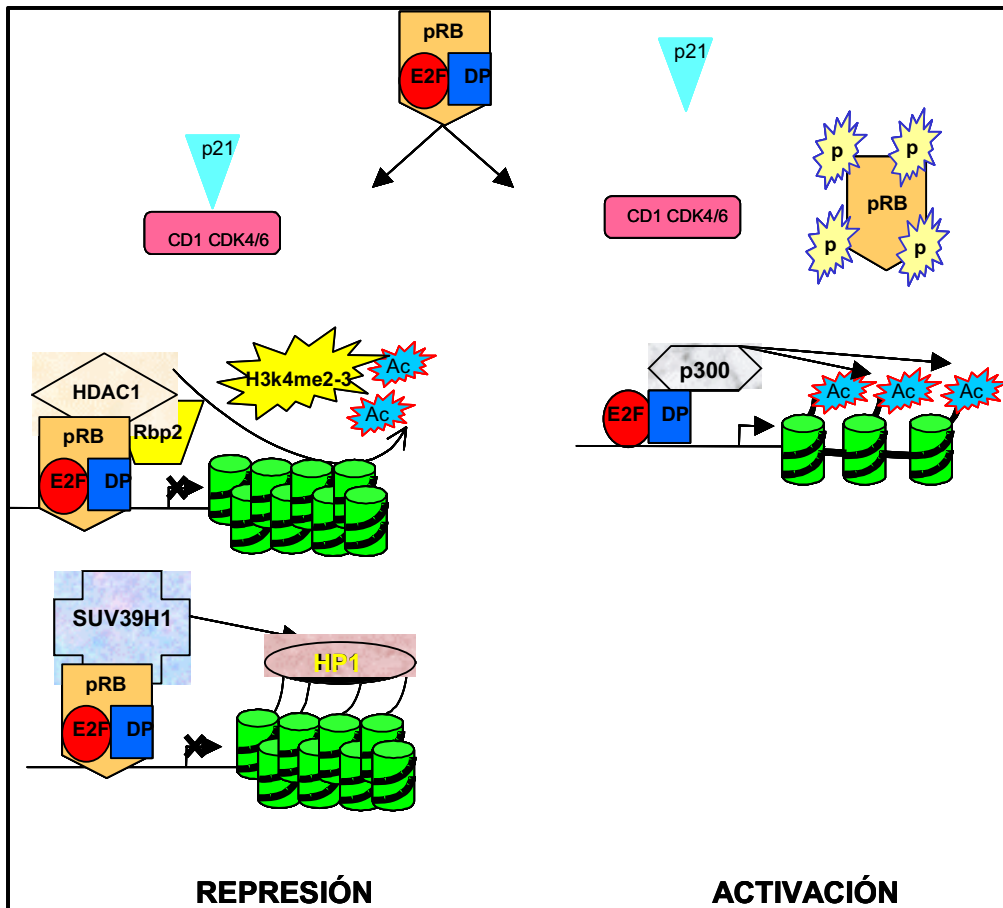 pRB
E2F DP
p21
CD1 CDK4/6
p21
CD1 CDK4/6
p
p
pRB
p
p
H3k4me2-3
Ac
Ac
HDAC1
Rbp2
pRB
E2F DP
p300
E2F DP
Ac
Ac
Ac
SUV39H1
HP1
pRB
E2F DP
REPRESIÓN
ACTIVACIÓN